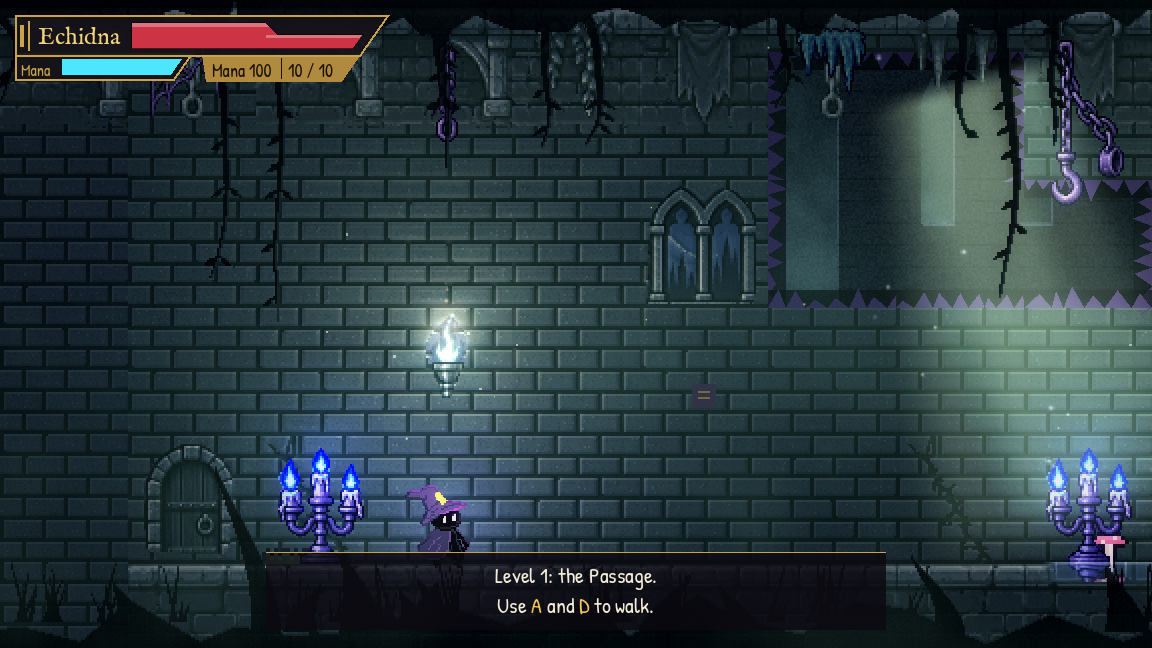 Echidna
Mana
Mana 100
10 / 10
Level 1: the Passage.
Use A and D to walk.